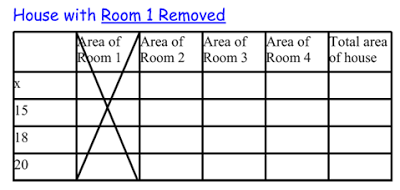 House with Room 1 Removed
Area of Room 1 Area of Room 2 Area of Room 3 Area of Room 4 Total area of house
x
15
18
20